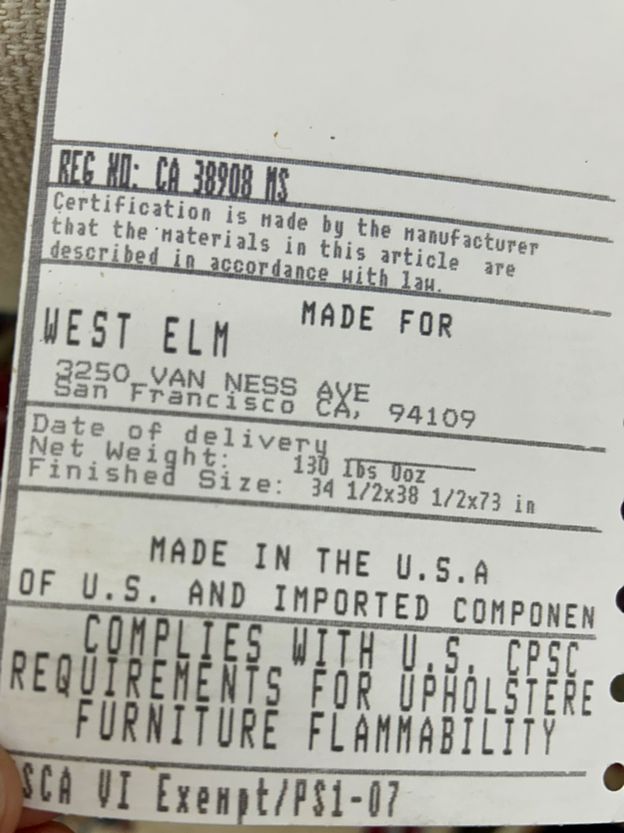 REG NO: CA 38908 MS
Certification is made by the manufacturer
that the materials in this article are
described in accordance with law.
MADE FOR
WEST ELM
3250 VAN NESS AVE
San Francisco CA, 94109
Date of delivery
Net Weight: 130 lbs 0oz
Finished Size: 34 1/2x38 1/2x73 in
MADE IN THE U.S.A
OF U.S. AND IMPORTED COMPONEN
COMPLIES WITH U.S. CPSC
REQUIREMENTS FOR UPHOLSTERE
FURNITURE FLAMMABILITY
SCA VI Exempt/PS1-07